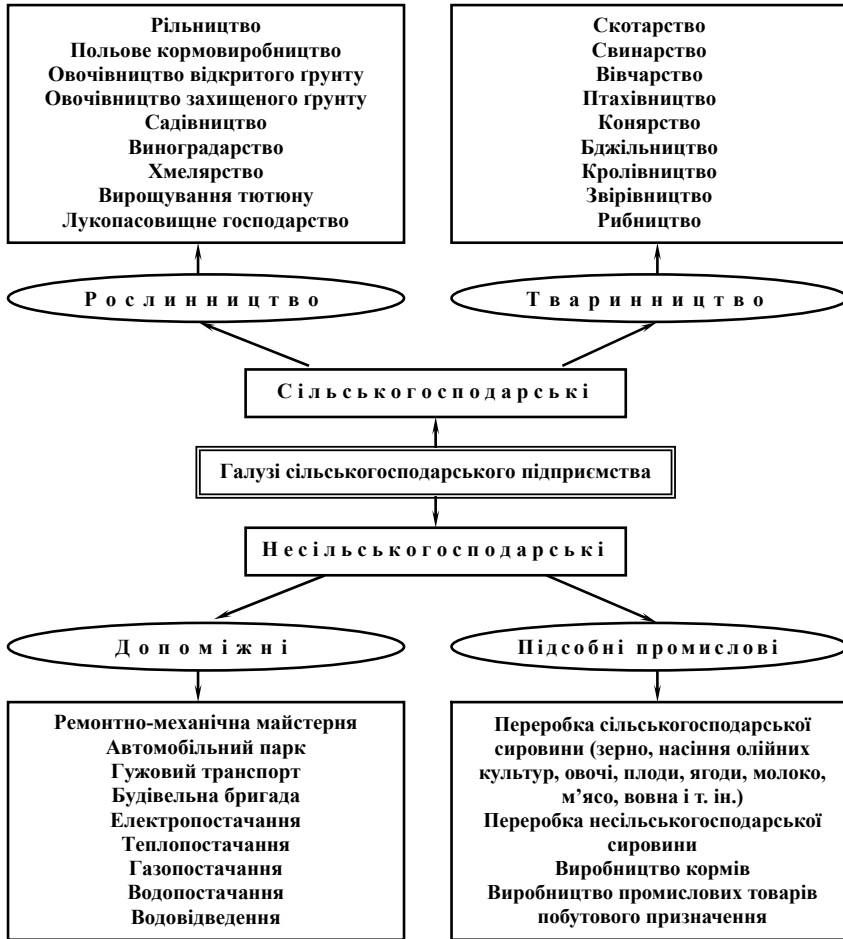 Рільництво
Польове кормовиробництво
Овочівництво відкритого ґрунту
Овочівництво захищеного ґрунту
Садівництво
Виноградарство
Хмелярство
Вирощування тютюну
Лукопасовищне господарство
Скотарство
Свинарство
Вівчарство
Птахівництво
Конярство
Бджільництво
Кролівництво
Звірівництво
Рибництво
Рослинництво
Тваринництво
Сільськогосподарські
Галузі сільськогосподарського підприємства
Несільськогосподарські
Допоміжні
Підсобні промислові
Ремонтно-механічна майстерня
Автомобільний парк
Гужовий транспорт
Будівельна бригада
Електропостачання
Теплопостачання
Газопостачання
Водопостачання
Водовідведення
Переробка сільськогосподарської
сировини (зерно, насіння олійних
культур, овочі, плоди, ягоди, молоко,
м’ясо, вовна і т. ін.)
Переробка несільськогосподарської
сировини
Виробництво кормів
Виробництво промислових товарів
побутового призначення